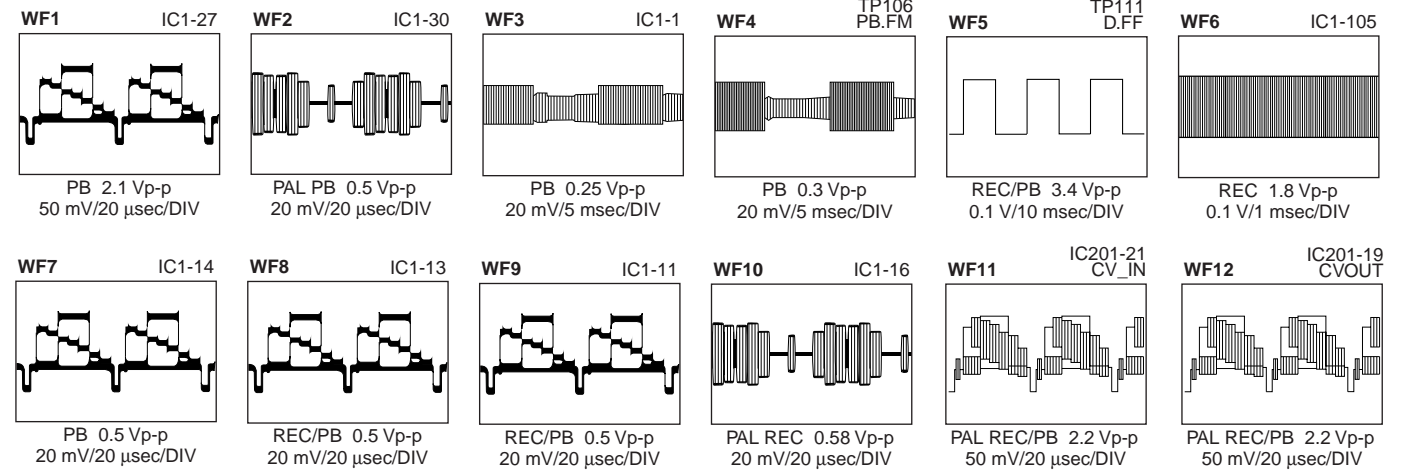 WF1 IC1-27
WF2 IC1-30
WF3 IC1-1
TP106
WF4 PB.FM
TP111
WF5 D.FF
WF6 IC1-105
PB 2.1 Vp-p
50 mV/20 μsec/DIV
PAL PB 0.5 Vp-p
20 mV/20 μsec/DIV
PB 0.25 Vp-p
20 mV/5 msec/DIV
PB 0.3 Vp-p
20 mV/5 msec/DIV
REC/PB 3.4 Vp-p
0.1 V/10 msec/DIV
REC 1.8 Vp-p
0.1 V/1 msec/DIV
WF7 IC1-14
WF8 IC1-13
WF9 IC1-11
WF10 IC1-16
IC201-21
WF11 CV_IN
IC201-19
WF12 CVOUT
PB 0.5 Vp-p
20 mV/20 μsec/DIV
REC/PB 0.5 Vp-p
20 mV/20 μsec/DIV
REC/PB 0.5 Vp-p
20 mV/20 μsec/DIV
PAL REC 0.58 Vp-p
20 mV/20 μsec/DIV
PAL REC/PB 2.2 Vp-p
50 mV/20 μsec/DIV
PAL REC/PB 2.2 Vp-p
50 mV/20 μsec/DIV